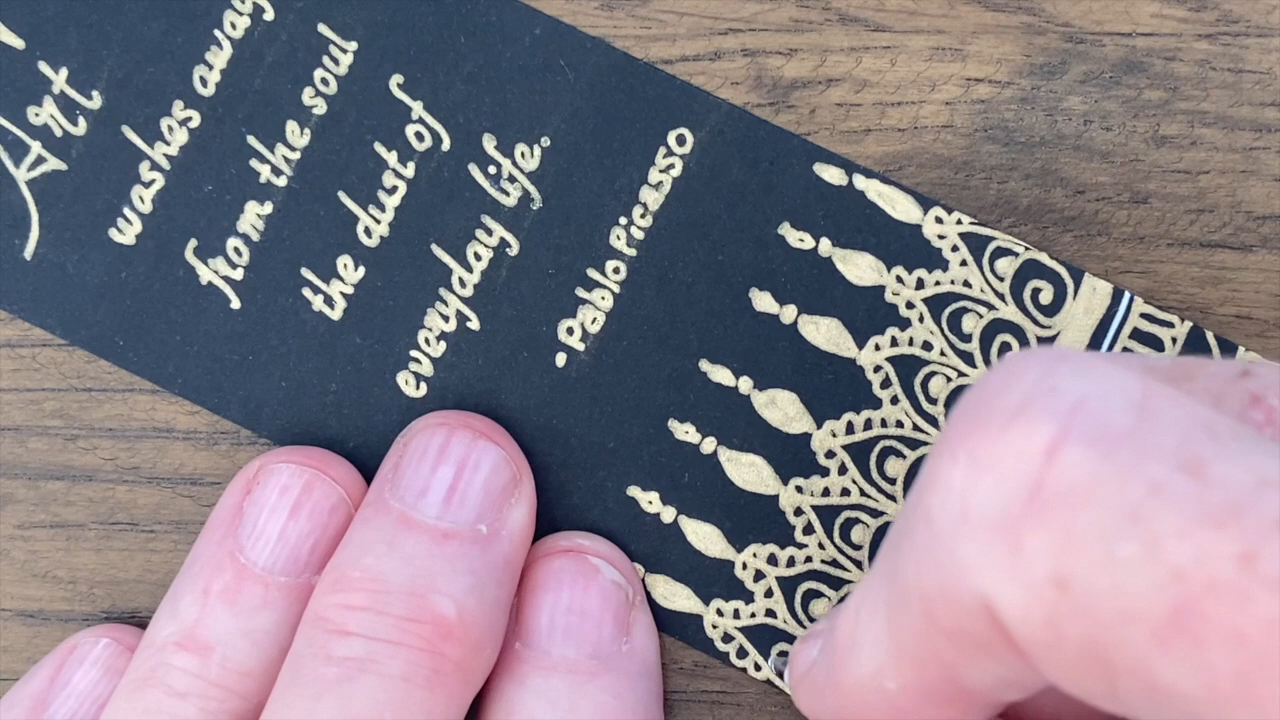 Art
washes away
from the soul
the dust of
everyday life.
- Pablo Picasso